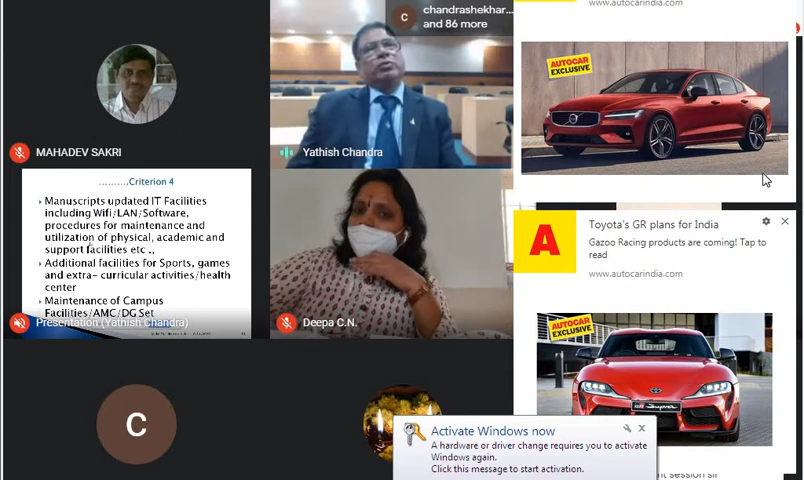 chandrashekhar...
C
and 86 more
www.autocarindia.com
AUTOCAR
EXCLUSIVE
MAHADEV SAKRI
Yathish Chandra
..........Criterion 4
Manuscripts updated IT Facilities
including Wifi/LAN/Software,
procedures for maintenance and
utilization of physical, academic and
support facilities etc .,
Additional facilities for Sports, games
and extra- curricular activities/health
center
Maintenance of Campus
Facilities/AMC/DG Set
Presentation (Yathish Chandra)
Deepa C.N.
A
Toyota's GR plans for India
Gazoo Racing products are coming! Tap to
read
www.autocarindia.com
AUTOCAR
EXCLUSIVE
GR Supra
C
Activate Windows now
A hardware or driver change requires you to activate
Windows again.
Click this message to start activation.
session sir